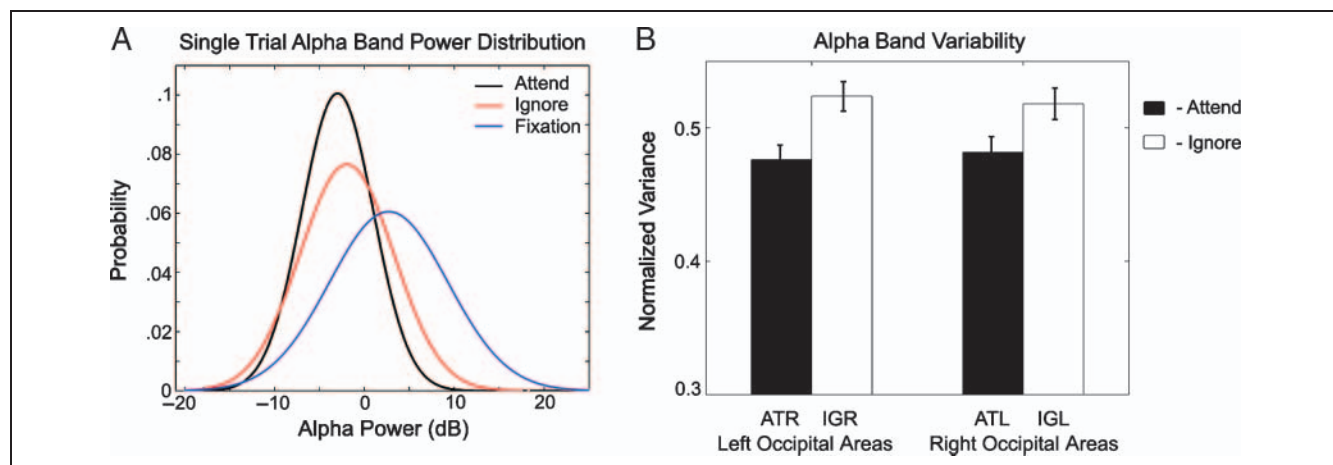 A
Single Trial Alpha Band Power Distribution
Attend
Ignore
Fixation
.1
.08
.06
.04
.02
0
Probability
–20
–10
0
10
20
Alpha Power (dB)
B
Alpha Band Variability
- Attend
- Ignore
0.5
0.4
0.3
Normalized Variance
ATR IGR
Left Occipital Areas
ATL IGL
Right Occipital Areas